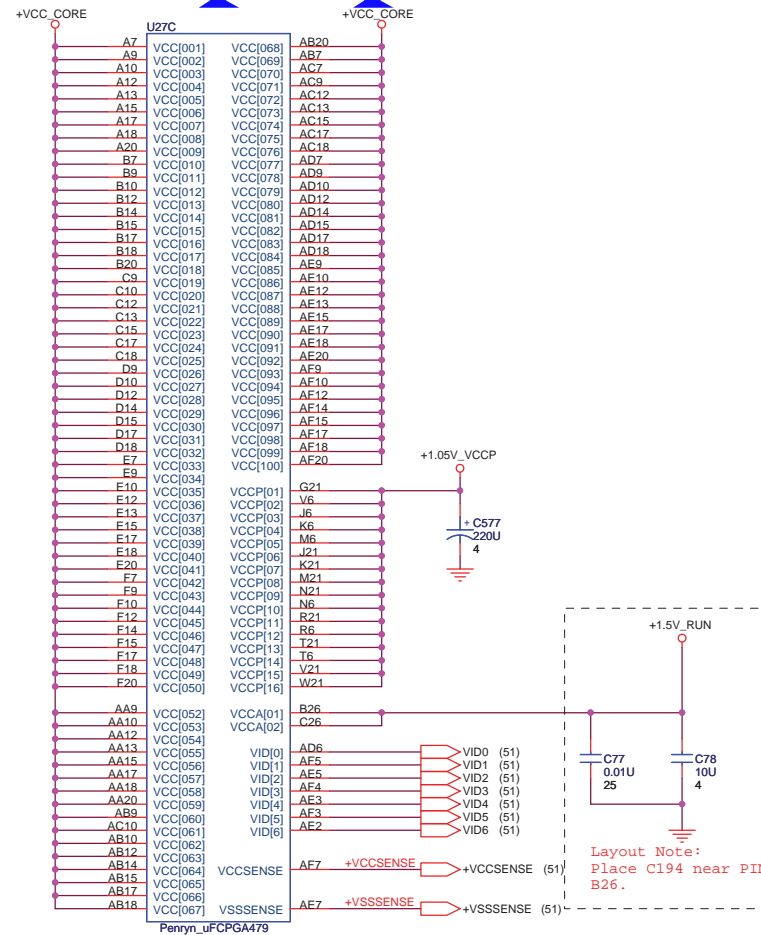 +VCC_CORE +VCC_CORE
U27C
A7 VCC[001] VCC[068] AB20
A9 VCC[002] VCC[069] AB7
A10 VCC[003] VCC[070] AC7
A12 VCC[004] VCC[071] AC9
A13 VCC[005] VCC[072] AC12
A15 VCC[006] VCC[073] AC13
A17 VCC[007] VCC[074] AC15
A18 VCC[008] VCC[075] AC17
A20 VCC[009] VCC[076] AC18
B7 VCC[010] VCC[077] AD7
B9 VCC[011] VCC[078] AD9
B10 VCC[012] VCC[079] AD10
B12 VCC[013] VCC[080] AD12
B14 VCC[014] VCC[081] AD14
B15 VCC[015] VCC[082] AD15
B17 VCC[016] VCC[083] AD17
B18 VCC[017] VCC[084] AD18
B20 VCC[018] VCC[085] AE9
C9 VCC[019] VCC[086] AE10
C10 VCC[020] VCC[087] AE12
C12 VCC[021] VCC[088] AE13
C13 VCC[022] VCC[089] AE15
C15 VCC[023] VCC[090] AE17
C17 VCC[024] VCC[091] AE18
C18 VCC[025] VCC[092] AE20
D9 VCC[026] VCC[093] AF9
D10 VCC[027] VCC[094] AF10
D12 VCC[028] VCC[095] AF12
D14 VCC[029] VCC[096] AF14
D15 VCC[030] VCC[097] AF15
D17 VCC[031] VCC[098] AF17
D18 VCC[032] VCC[099] AF18
E7 VCC[033] VCC[100] AF20
+1.05V_VCCP
E9 VCC[034]
E10 VCC[035] VCCP[01] G21
E12 VCC[036] VCCP[02] V6
E13 VCC[037] VCCP[03] J6
E15 VCC[038] VCCP[04] K6
E17 VCC[039] VCCP[05] M6
E18 VCC[040] VCCP[06] J21
E20 VCC[041] VCCP[07] K21
F7 VCC[042] VCCP[08] M21
F9 VCC[043] VCCP[09] N21
F10 VCC[044] VCCP[10] N6
F12 VCC[045] VCCP[11] R21
F14 VCC[046] VCCP[12] R6
F15 VCC[047] VCCP[13] T21
F17 VCC[048] VCCP[14] T6
F18 VCC[049] VCCP[15] V21
F20 VCC[050] VCCP[16] W21
+ C577
220U
4
+1.5V_RUN
AA9 VCC[052] VCCA[01] B26
AA10 VCC[053] VCCA[02] C26
AA12 VCC[054]
AA13 VCC[055] VID[0] AD6 VID0 (51)
AA15 VCC[056] VID[1] AF5 VID1 (51)
AA17 VCC[057] VID[2] AE5 VID2 (51)
AA18 VCC[058] VID[3] AF4 VID3 (51)
AA20 VCC[059] VID[4] AE3 VID4 (51)
AB9 VCC[060] VID[5] AF3 VID5 (51)
AC10 VCC[061] VID[6] AE2 VID6 (51)
AB10 VCC[062]
AB12 VCC[063]
AB14 VCC[064] VCCSENSE AF7 +VCCSENSE +VCCSENSE (51)
AB15 VCC[065]
AB17 VCC[066]
AB18 VCC[067] VSSSENSE AE7 +VSSSENSE +VSSSENSE (51)
Penryn_uFCPGA479
C77
0.01U
25
C78
10U
4
Layout Note:
Place C194 near PIN
B26.